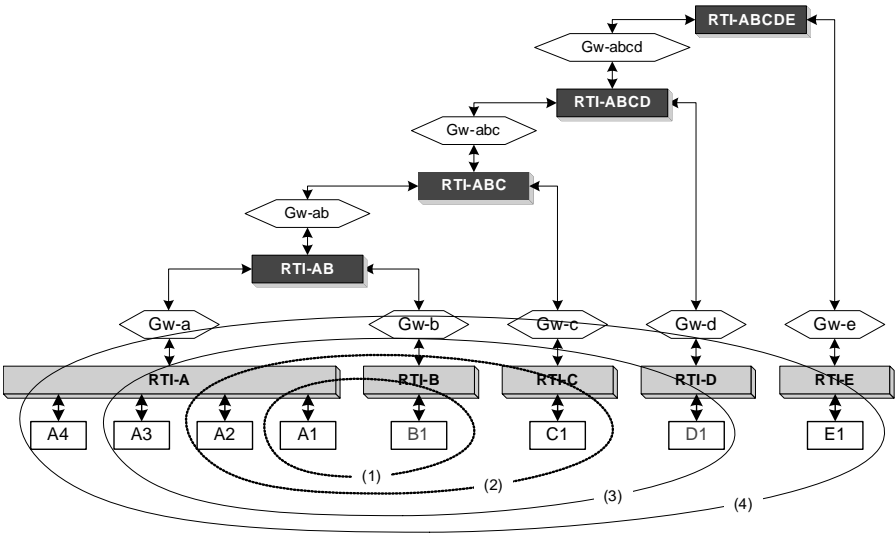 RTI-ABCDE
Gw-abcd
RTI-ABCD
Gw-abc
RTI-ABC
Gw-ab
RTI-AB
Gw-a
Gw-b
Gw-c
Gw-d
Gw-e
RTI-A
RTI-B
RTI-C
RTI-D
RTI-E
A4
A3
A2
A1
B1
C1
D1
E1
(1)
(2)
(3)
(4)